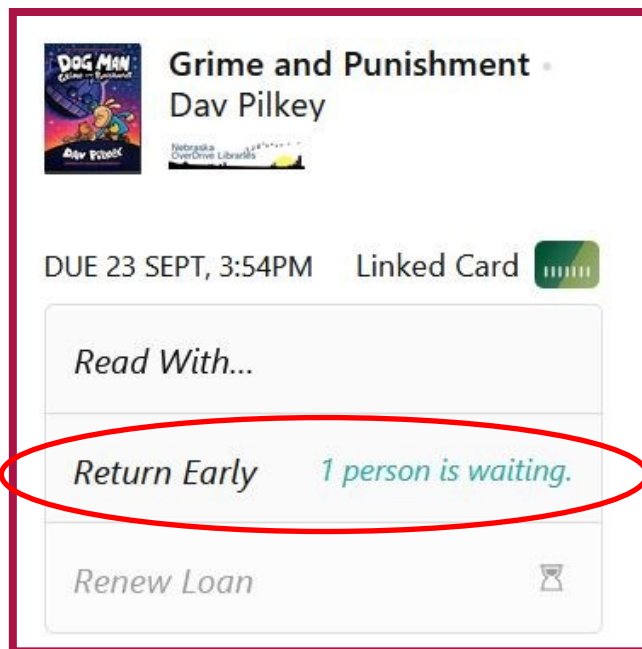 DOG MAN
Grime and Punishment
DAV PILKEY
Grime and Punishment
Dav Pilkey
Nebraska
OverDrive Libraries
DUE 23 SEPT, 3:54PM Linked Card
Read With...
Return Early 1 person is waiting.
Renew Loan